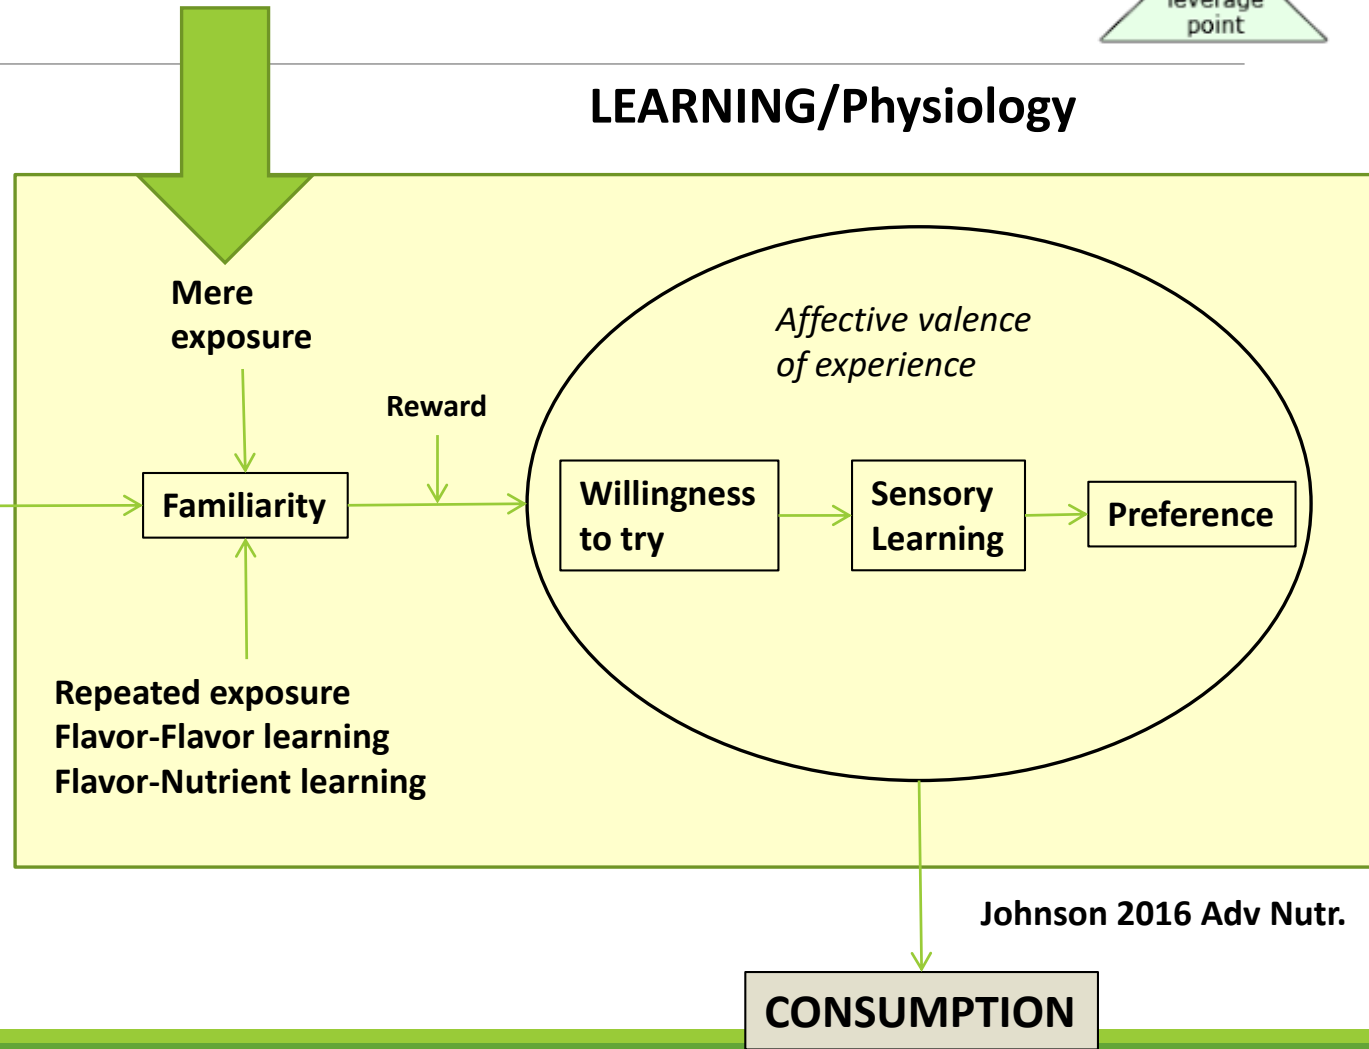 leverage
point
LEARNING/Physiology
Mere
exposure
Affective valence
of experience
Reward
Familiarity
Willingness
to try
Sensory
Learning
Preference
Repeated exposure
Flavor-Flavor learning
Flavor-Nutrient learning
Johnson 2016 Adv Nutr.
CONSUMPTION